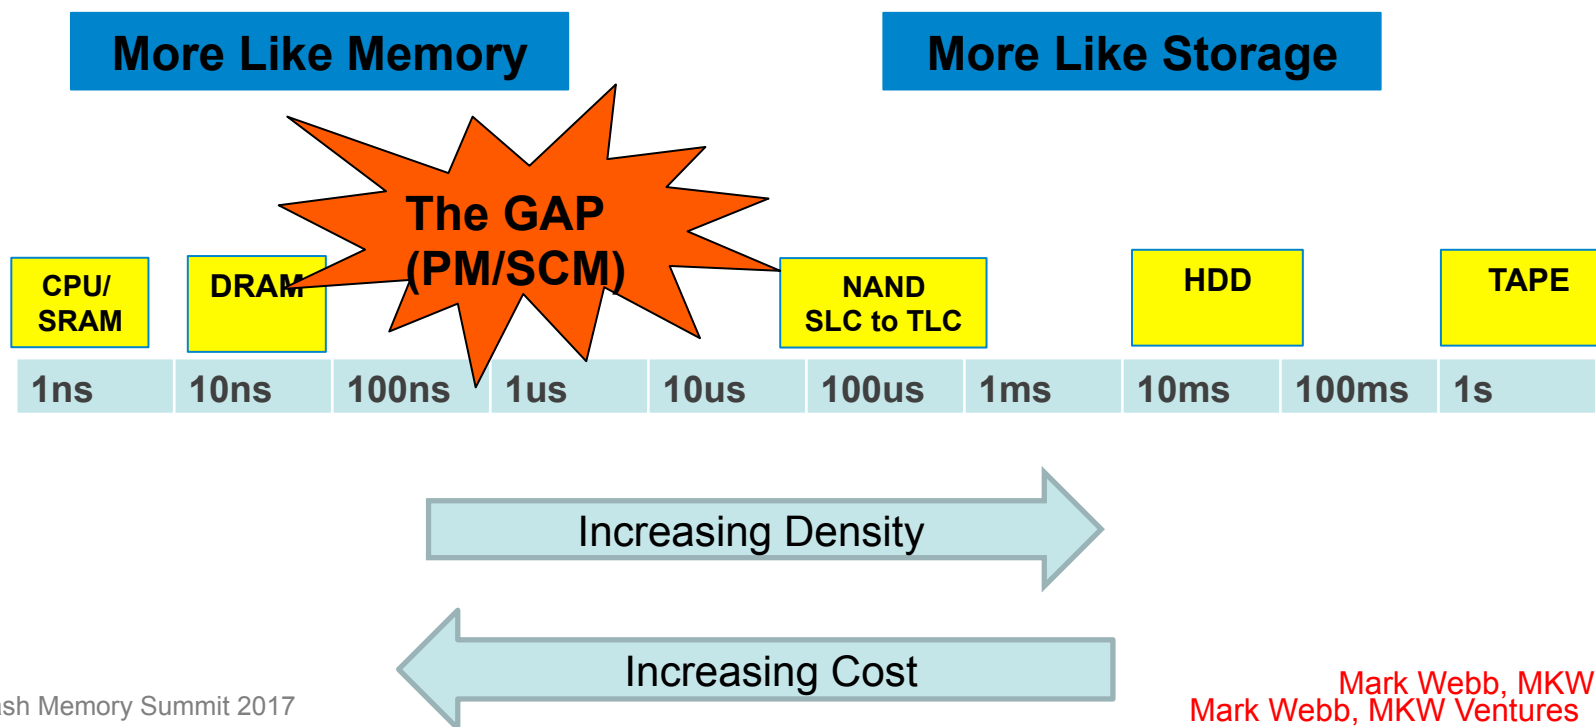 More Like Memory
More Like Storage
The GAP
(PM/SCM)
CPU/
SRAM
DRAM
NAND
SLC to TLC
HDD
TAPE
1ns 10ns 100ns 1us 10us 100us 1ms 10ms 100ms 1s
Increasing Density
Increasing Cost
ash Memory Summit 2017
Mark Webb, MKW
Mark Webb, MKW Ventures